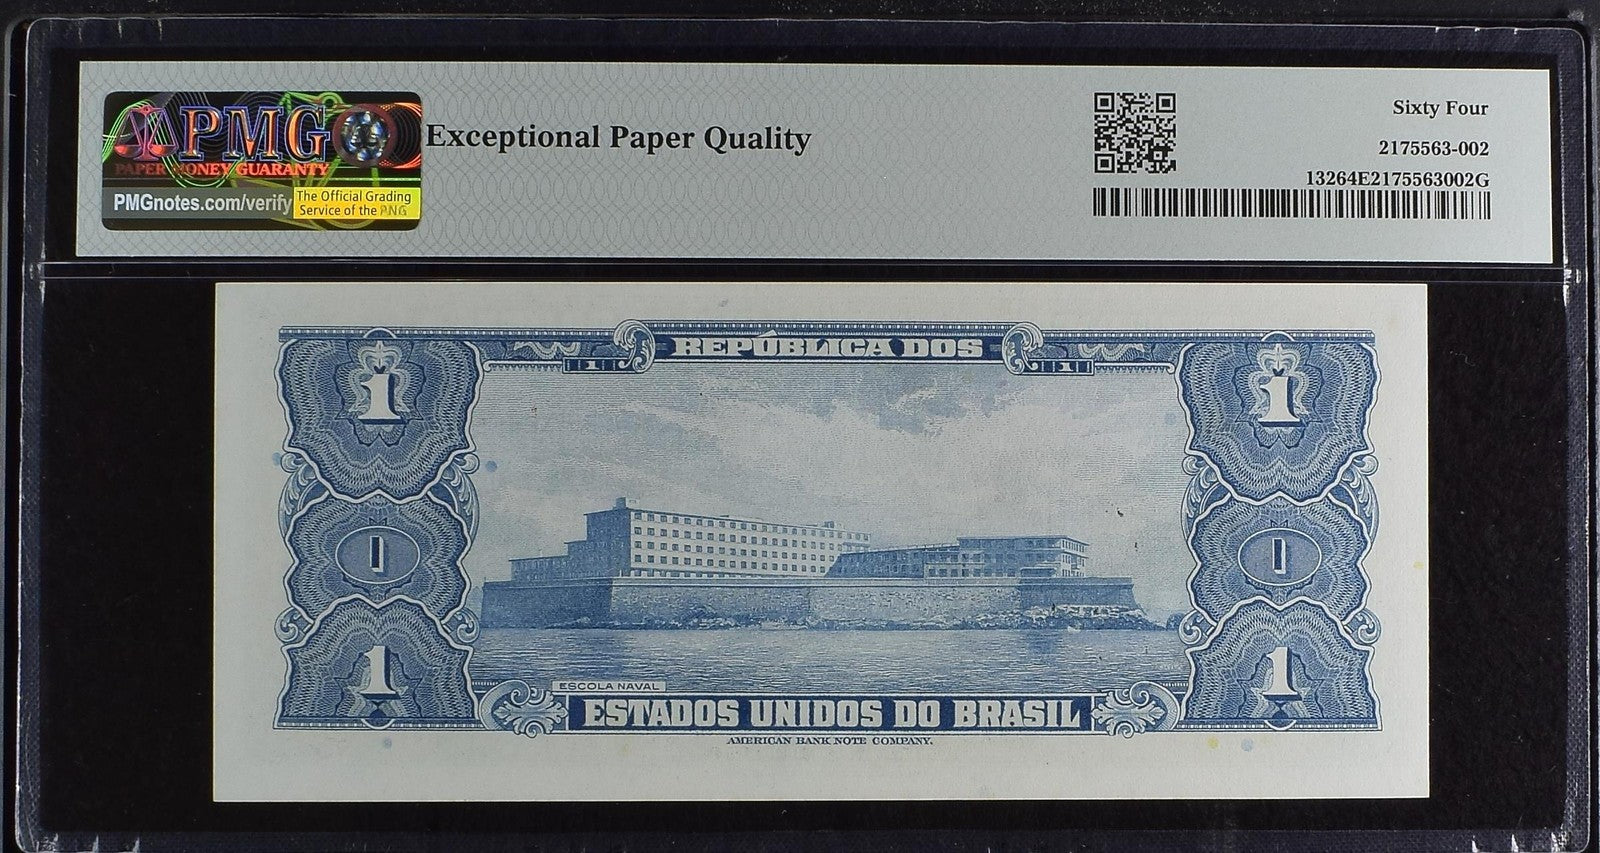 PMG
PAPER MONEY GUARANTY
PMGnotes.com/verify
The Official Grading
Service of the PNG
Exceptional Paper Quality
Sixty Four
2175563-002
13264E2175563002G
REPÚBLICA DOS
1 1
1 1
1 1
1 1
ESCOLA NAVAL
ESTADOS UNIDOS DO BRASIL
AMERICAN BANK NOTE COMPANY.